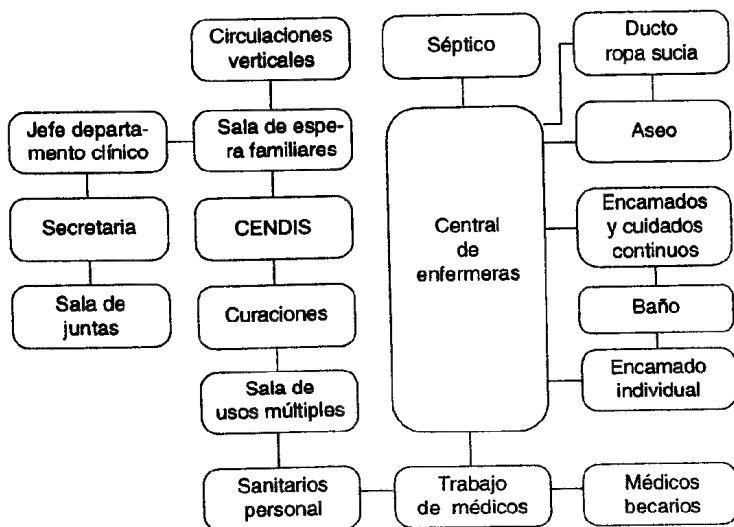 Circulaciones
verticales
Séptico
Ducto
ropa sucia
Jefe departa-
mento clínico
Sala de espe-
ra familiares
Aseo
Secretaria
CENDIS
Central
de
enfermeras
Encamados
y cuidados
continuos
Sala de
juntas
Curaciones
Baño
Sala de
usos múltiples
Encamado
individual
Sanitarios
personal
Trabajo
de médicos
Médicos
becarios